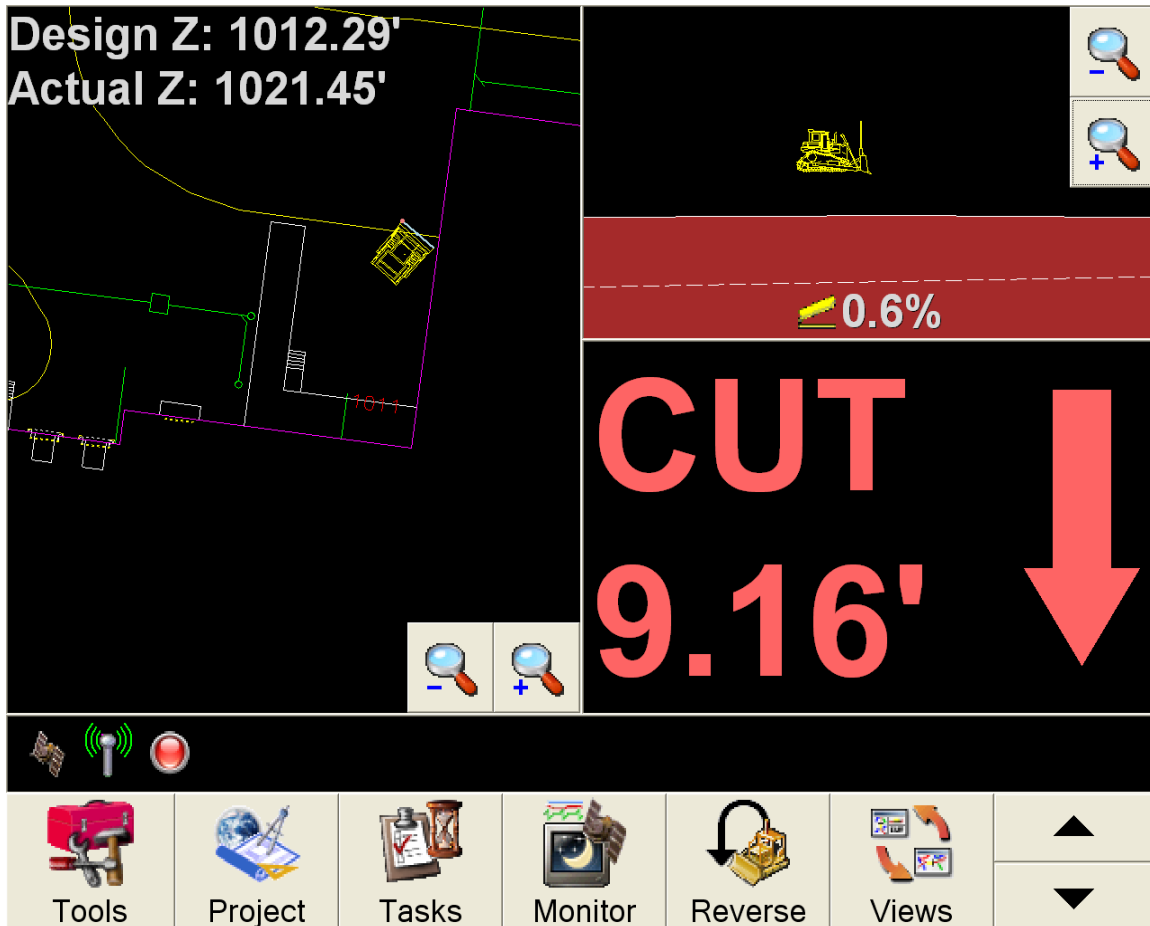 Design Z: 1012.29'
Actual Z: 1021.45'
1011
0.6%
CUT
9.16'
Tools
Project
Tasks
Monitor
Reverse
Views